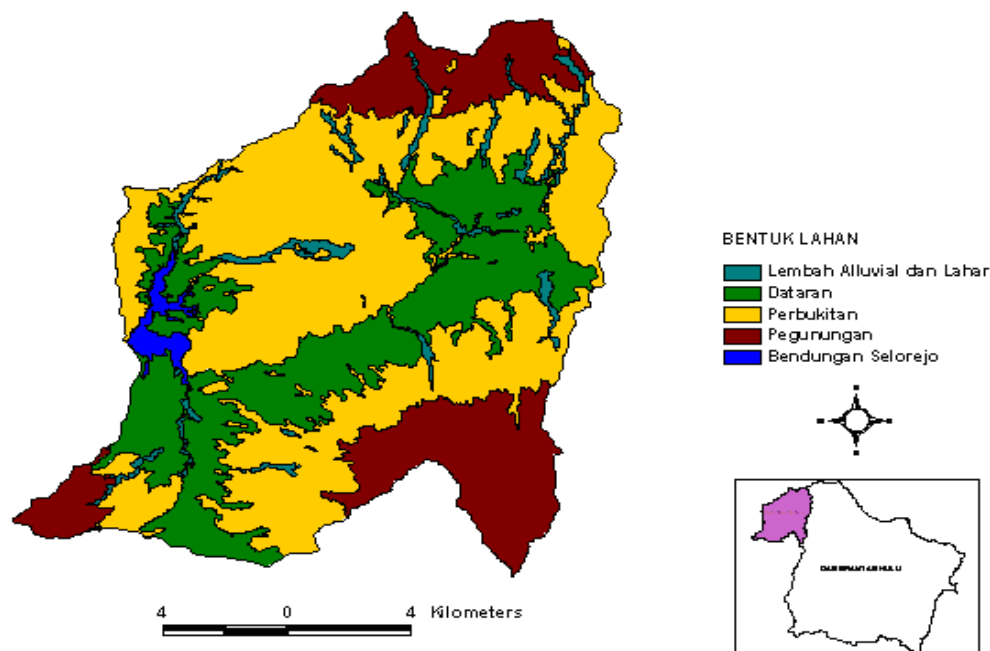 BENTUK LAHAN
Lembah Alluvial dan Lahar
Dataran
Perbukitan
Pegunungan
Bendungan Selorejo
4 0 4 Kilometers